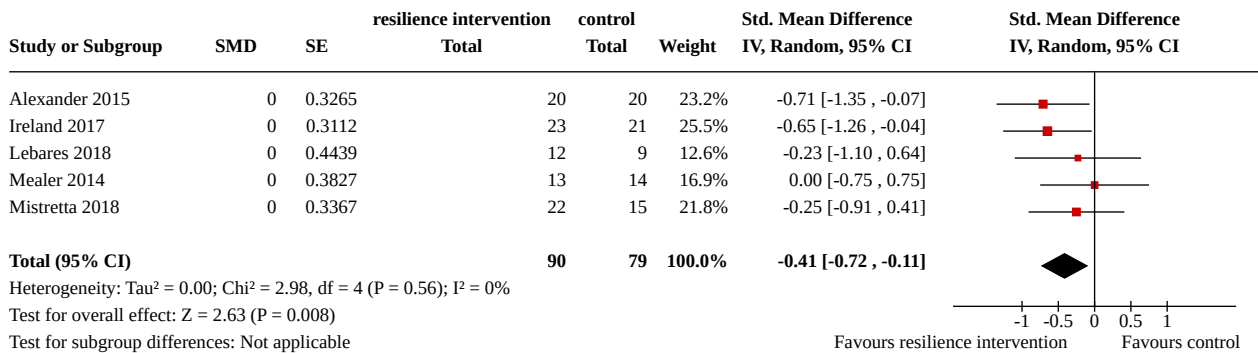 resilience intervention control Std. Mean Difference Std. Mean Difference
Study or Subgroup SMD SE Total Total Weight IV, Random, 95% CI IV, Random, 95% CI
Alexander 2015 0 0.3265 20 20 23.2% -0.71 [-1.35 , -0.07]
Ireland 2017 0 0.3112 23 21 25.5% -0.65 [-1.26 , -0.04]
Lebares 2018 0 0.4439 12 9 12.6% -0.23 [-1.10 , 0.64]
Mealer 2014 0 0.3827 13 14 16.9% 0.00 [-0.75 , 0.75]
Mistretta 2018 0 0.3367 22 15 21.8% -0.25 [-0.91 , 0.41]
Total (95% CI) 90 79 100.0% -0.41 [-0.72 , -0.11]
Heterogeneity: Tau² = 0.00; Chi² = 2.98, df = 4 (P = 0.56); I² = 0%
Test for overall effect: Z = 2.63 (P = 0.008) -1 -0.5 0 0.5 1
Test for subgroup differences: Not applicable Favours resilience intervention Favours control